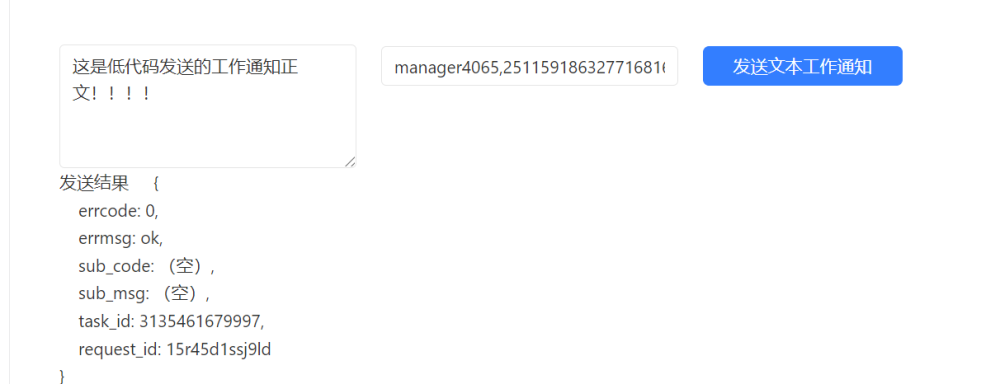 这是低代码发送的工作通知正
文！！！！
manager4065,251159186327716816
发送文本工作通知
发送结果 {
errcode: 0,
errmsg: ok,
sub_code: （空）,
sub_msg: （空）,
task_id: 3135461679997,
request_id: 15r45d1ssj9ld
}